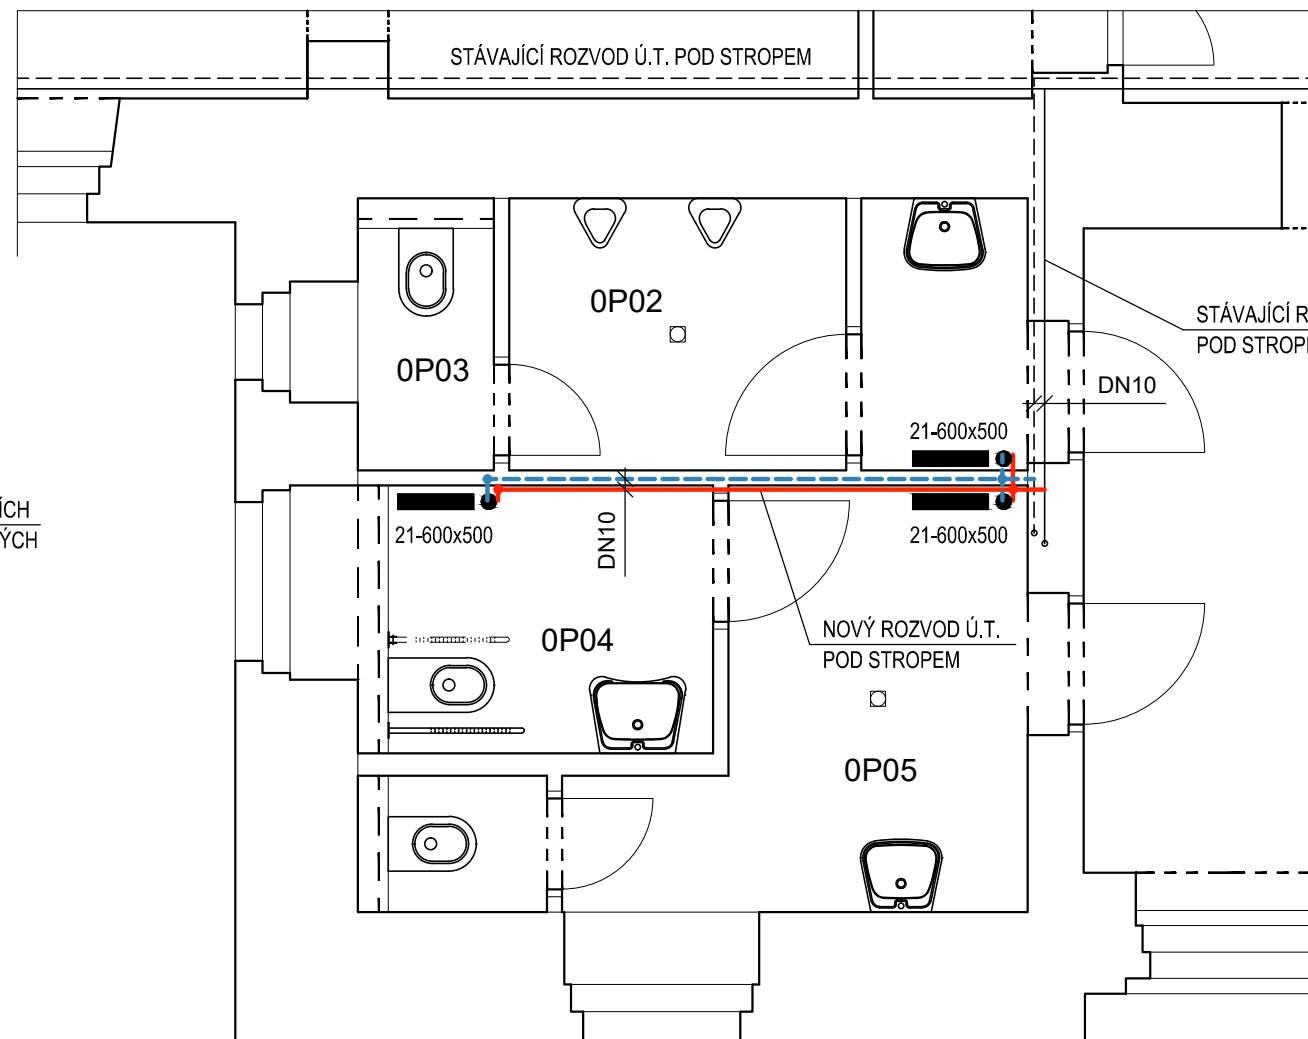 STÁVAJÍCÍ ROZVOD Ú.T. POD STROPEM
0P02
STÁVAJÍCÍ R
POD STROP
0P03
DN10
21-600x500
ÍCH
ÝCH
21-600x500
DN10
21-600x500
0P04
NOVÝ ROZVOD Ú.T.
POD STROPEM
0P05